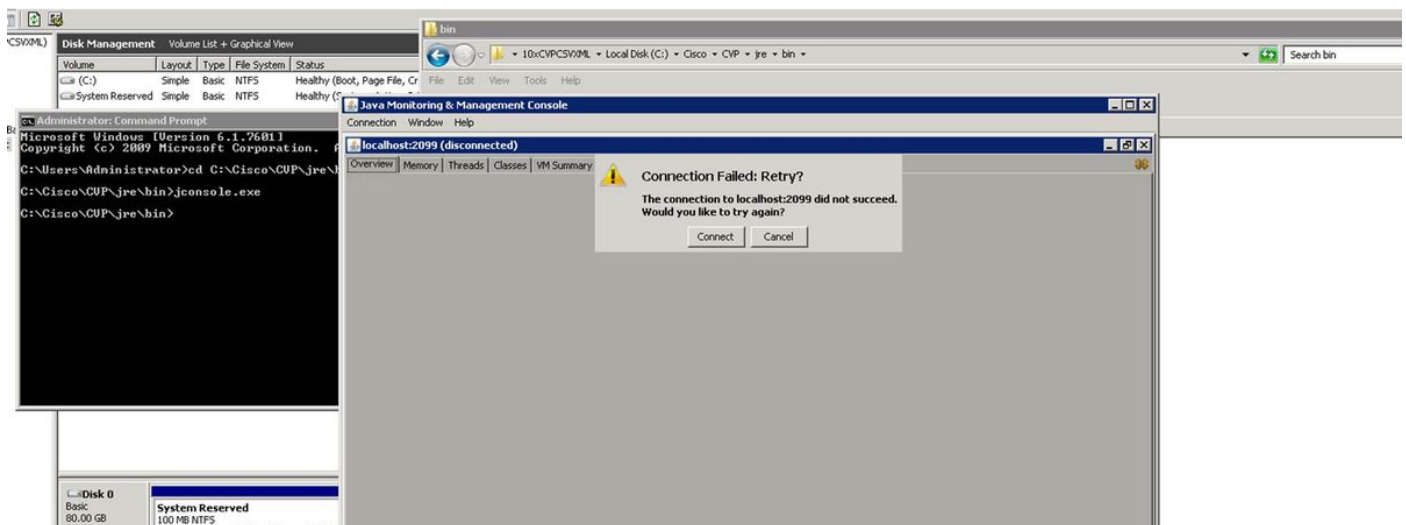 bin
CSVXML)
Disk Management Volume List + Graphical View
10xCVPCSVXML Local Disk (C:) Cisco CVP jre bin
Search bin
Volume Layout Type File System Status
File Edit View Tools Help
(C:) Simple Basic NTFS Healthy (Boot, Page File, Cr
System Reserved Simple Basic NTFS Healthy (S
Java Monitoring & Management Console
Connection Window Help
Administrator: Command Prompt
Microsoft Windows [Version 6.1.7601]
Copyright (c) 2009 Microsoft Corporation.
C:\Users\Administrator>cd C:\Cisco\CVP\jre\b
C:\Cisco\CVP\jre\bin>jconsole.exe
C:\Cisco\CVP\jre\bin>
localhost:2099 (disconnected)
Overview Memory Threads Classes VM Summary
Connection Failed: Retry?
The connection to localhost:2099 did not succeed.
Would you like to try again?
Connect Cancel
Disk 0
Basic
80.00 GB
System Reserved
100 MB NTFS